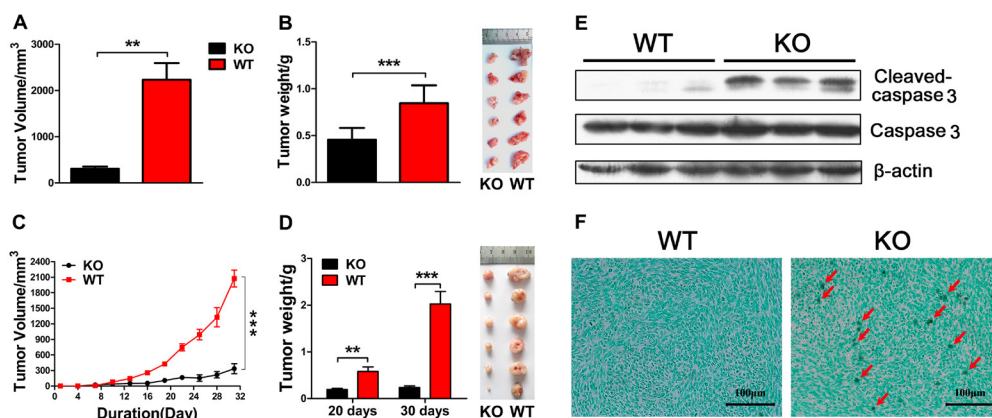 A
**
KO
WT
Tumor Volume/mm3
3000
2000
1000
0
B
***
Tumor weight/g
1.5
1.0
0.5
0.0
KO WT
C
KO
WT
Tumor Volume/mm3
2400
2100
1800
1500
1200
900
600
300
0
***
0 4 8 12 16 20 24 28 32
Duration(Day)
D
KO
WT
Tumor weight/g
3
2
1
0
**
***
20 days 30 days
KO WT
E
WT KO
Cleaved-
caspase 3
Caspase 3
β-actin
F
WT KO
100μm
100μm